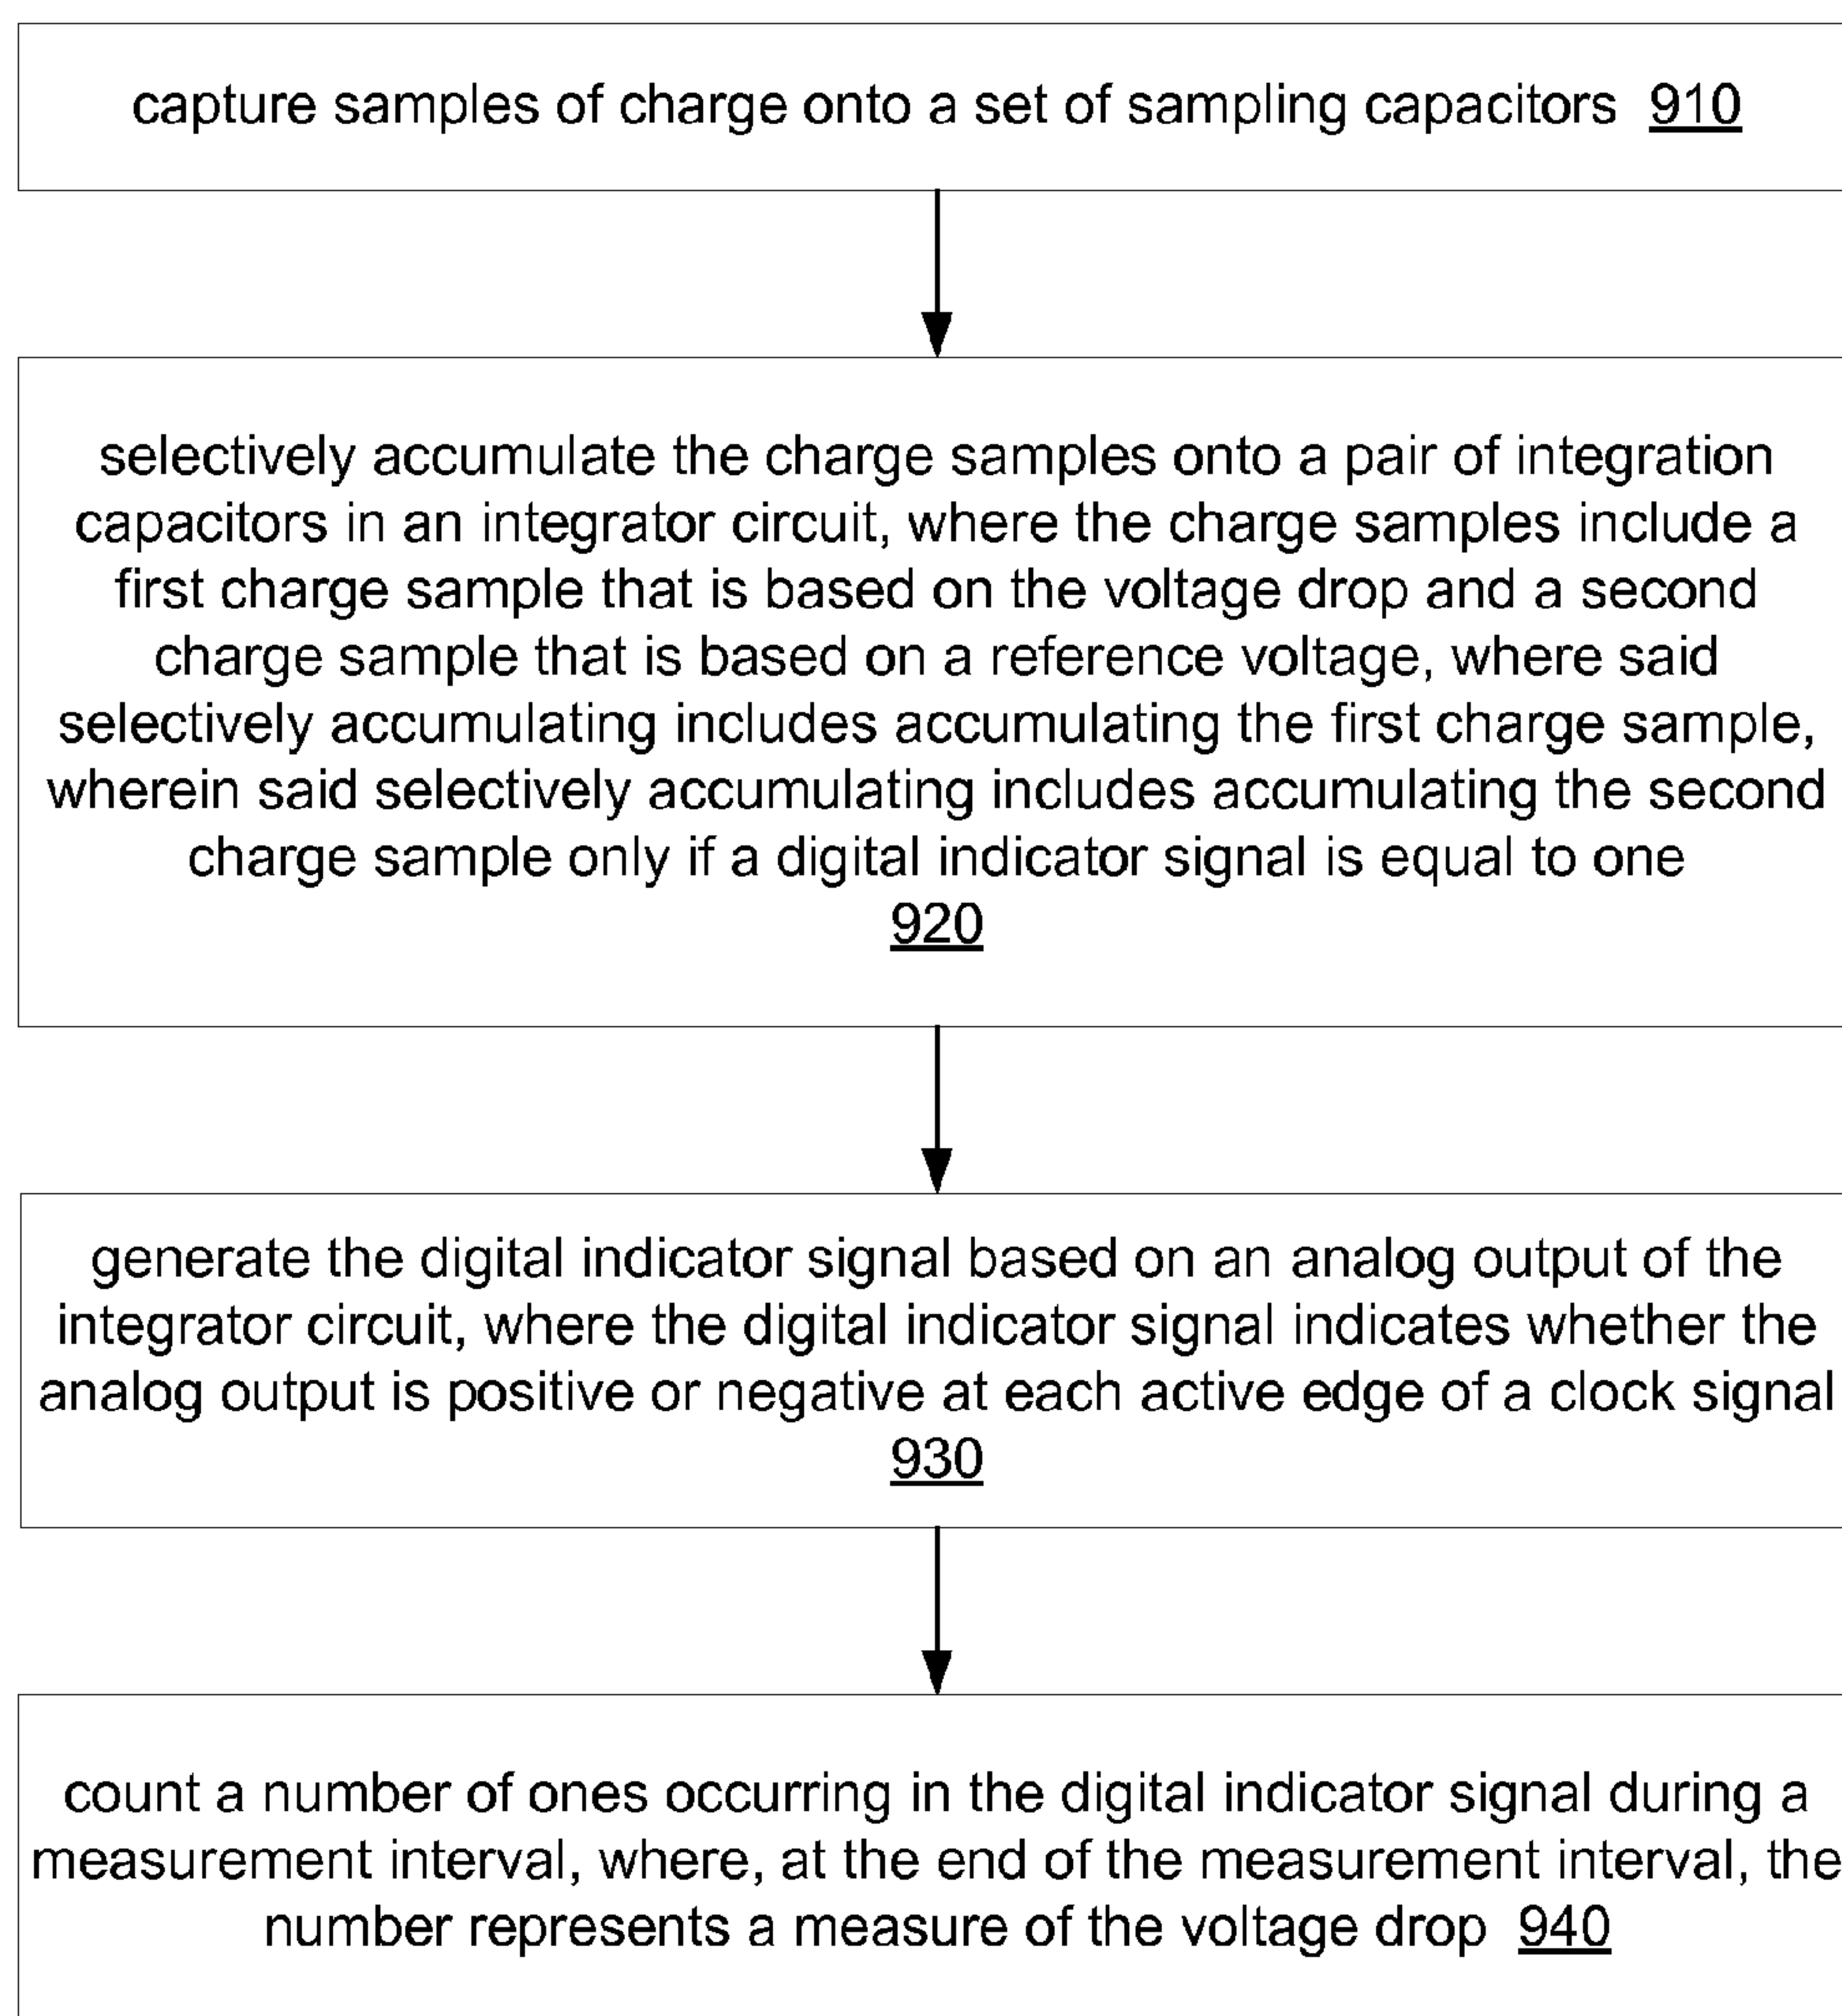 capture samples of charge onto a set of sampling capacitors 910
selectively accumulate the charge samples onto a pair of integration
capacitors in an integrator circuit, where the charge samples include a
first charge sample that is based on the voltage drop and a second
charge sample that is based on a reference voltage, where said
selectively accumulating includes accumulating the first charge sample,
wherein said selectively accumulating includes accumulating the second
charge sample only if a digital indicator signal is equal to one
920
generate the digital indicator signal based on an analog output of the
integrator circuit, where the digital indicator signal indicates whether the
analog output is positive or negative at each active edge of a clock signal
930
count a number of ones occurring in the digital indicator signal during a
measurement interval, where, at the end of the measurement interval, the
number represents a measure of the voltage drop 940